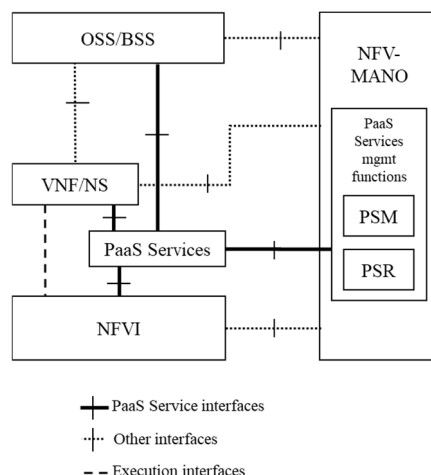 OSS/BSS
NFV-
MANO
PaaS
Services
mgmt
functions
VNF/NS
PSM
PaaS Services
PSR
NFVI
PaaS Service interfaces
Other interfaces
Execution interfaces